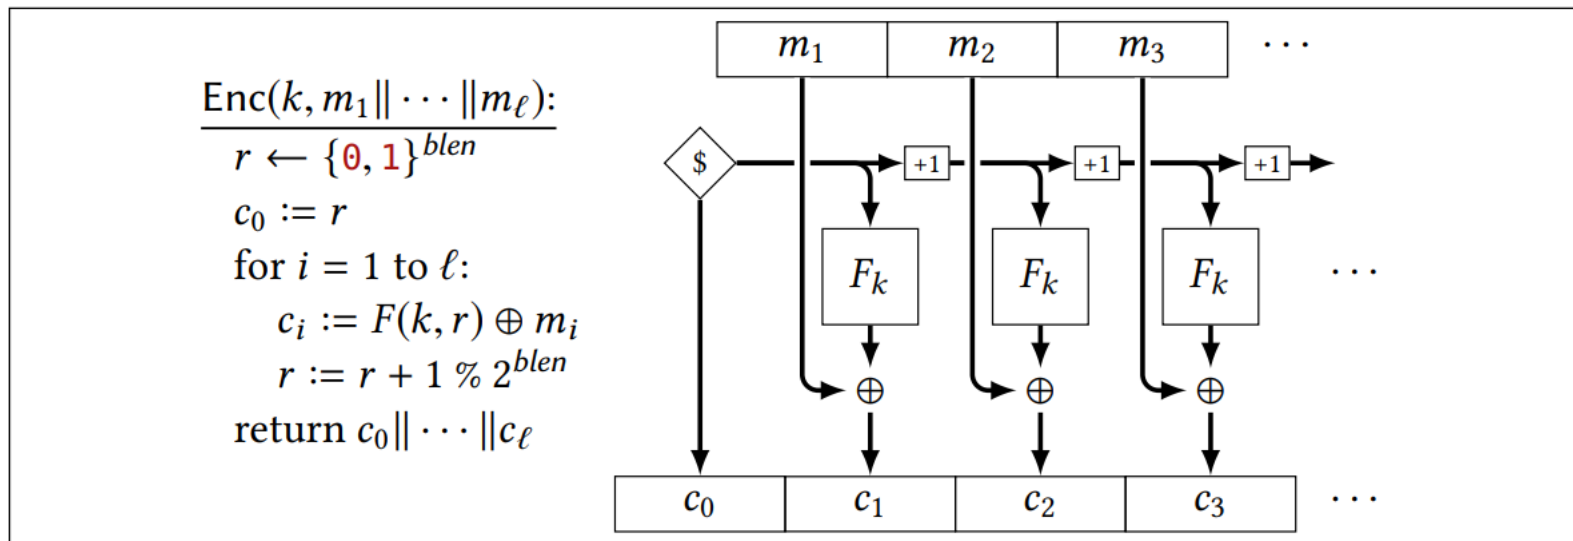 Enc(k, m₁‖ ⋯ ‖m_ℓ):
r ← {0, 1}^blen
c₀ := r
for i = 1 to ℓ:
c_i := F(k, r) ⊕ m_i
r := r + 1 % 2^blen
return c₀‖ ⋯ ‖c_ℓ
m₁ m₂ m₃ ⋯
$ +1 +1 +1
F_k F_k F_k ⋯
⊕ ⊕ ⊕
c₀ c₁ c₂ c₃ ⋯